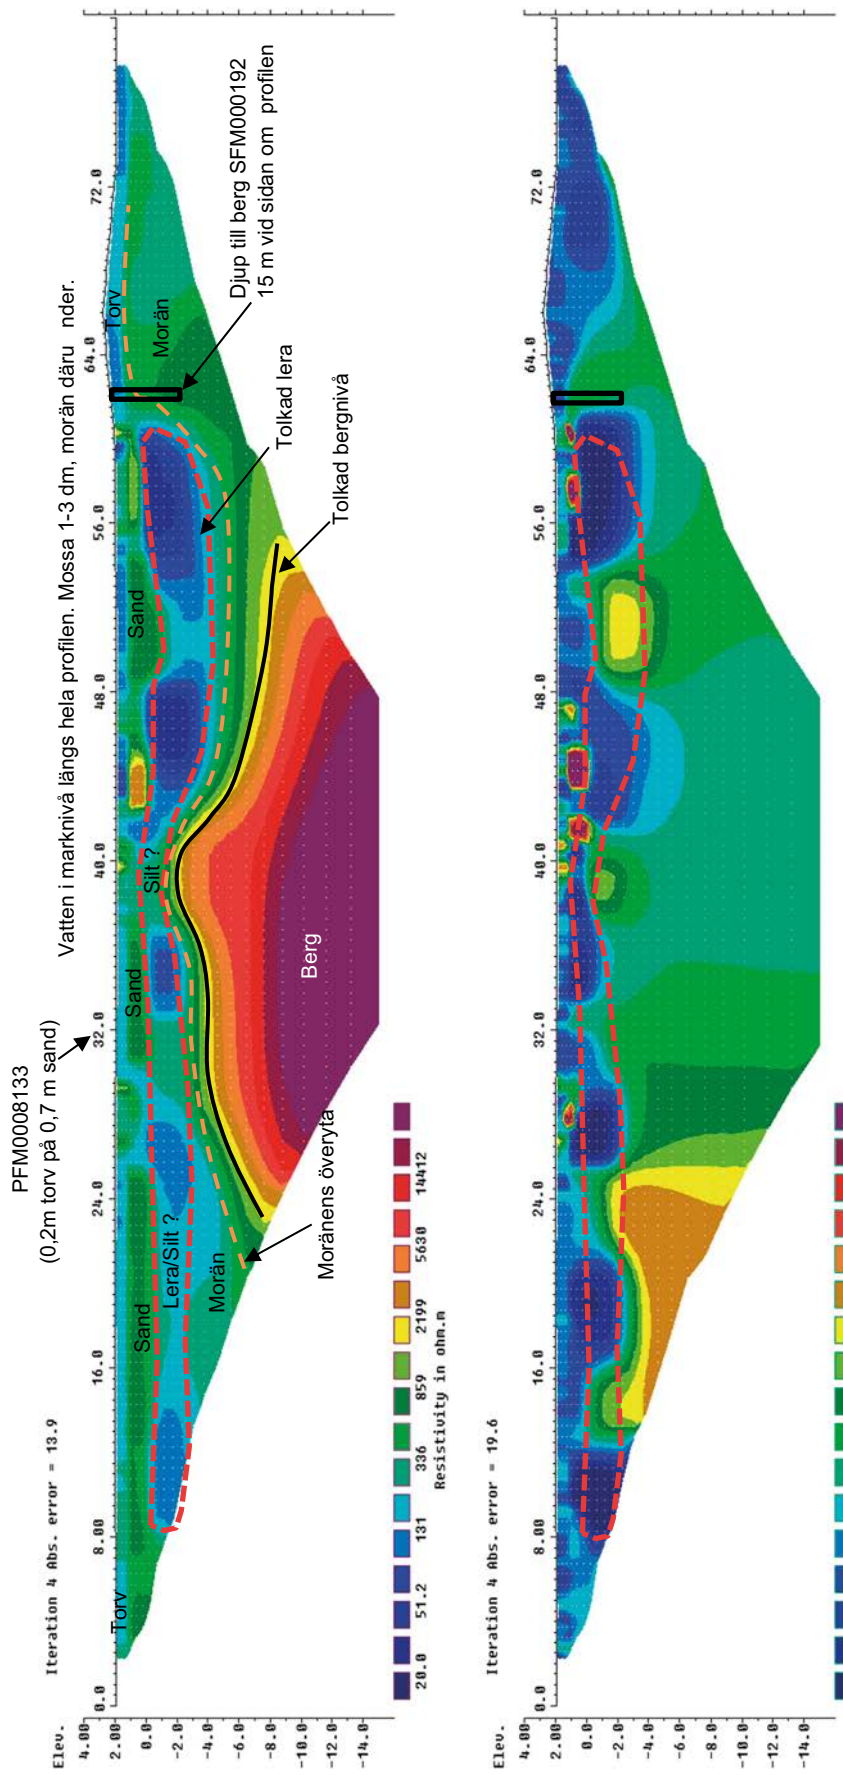 PFM0008133
(0,2m torv på 0,7 m sand)
Vatten i marknivå längs hela profilen. Mossa 1-3 dm, morän däru nder.
Iteration 4 Abs. error = 13.9
Elev.
0.0 8.00 16.0 24.0 32.0 40.0 48.0 56.0 64.0 72.0
4.00
2.00
0.0
-2.0
-4.0
-6.0
-8.0
-10.0
-12.0
-14.0
Torv
Sand
Sand
Sand
Torv
Lera/Silt ?
Silt ?
Morän
Morän
Berg
Moränens överyta
Djup till berg SFM000192
15 m vid sidan om profilen
Tolkad lera
Tolkad bergnivå
20.0 51.2 131 336 859 2199 5630 14412
Resistivity in ohm.m
Iteration 4 Abs. error = 19.6
Elev.
0.0 8.00 16.0 24.0 32.0 40.0 48.0 56.0 64.0 72.0
4.00
2.00
0.0
-2.0
-4.0
-6.0
-8.0
-10.0
-12.0
-14.0